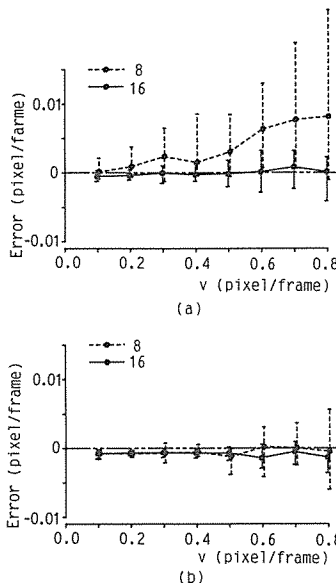 8
16
0.01
0
-0.01
Error (pixel/farme)
0.0 0.2 0.4 0.6 0.8
v (pixel/frame)
(a)
8
16
0.01
0
-0.01
Error (pixel/frame)
0.0 0.2 0.4 0.6 0.8
v (pixel/frame)
(b)